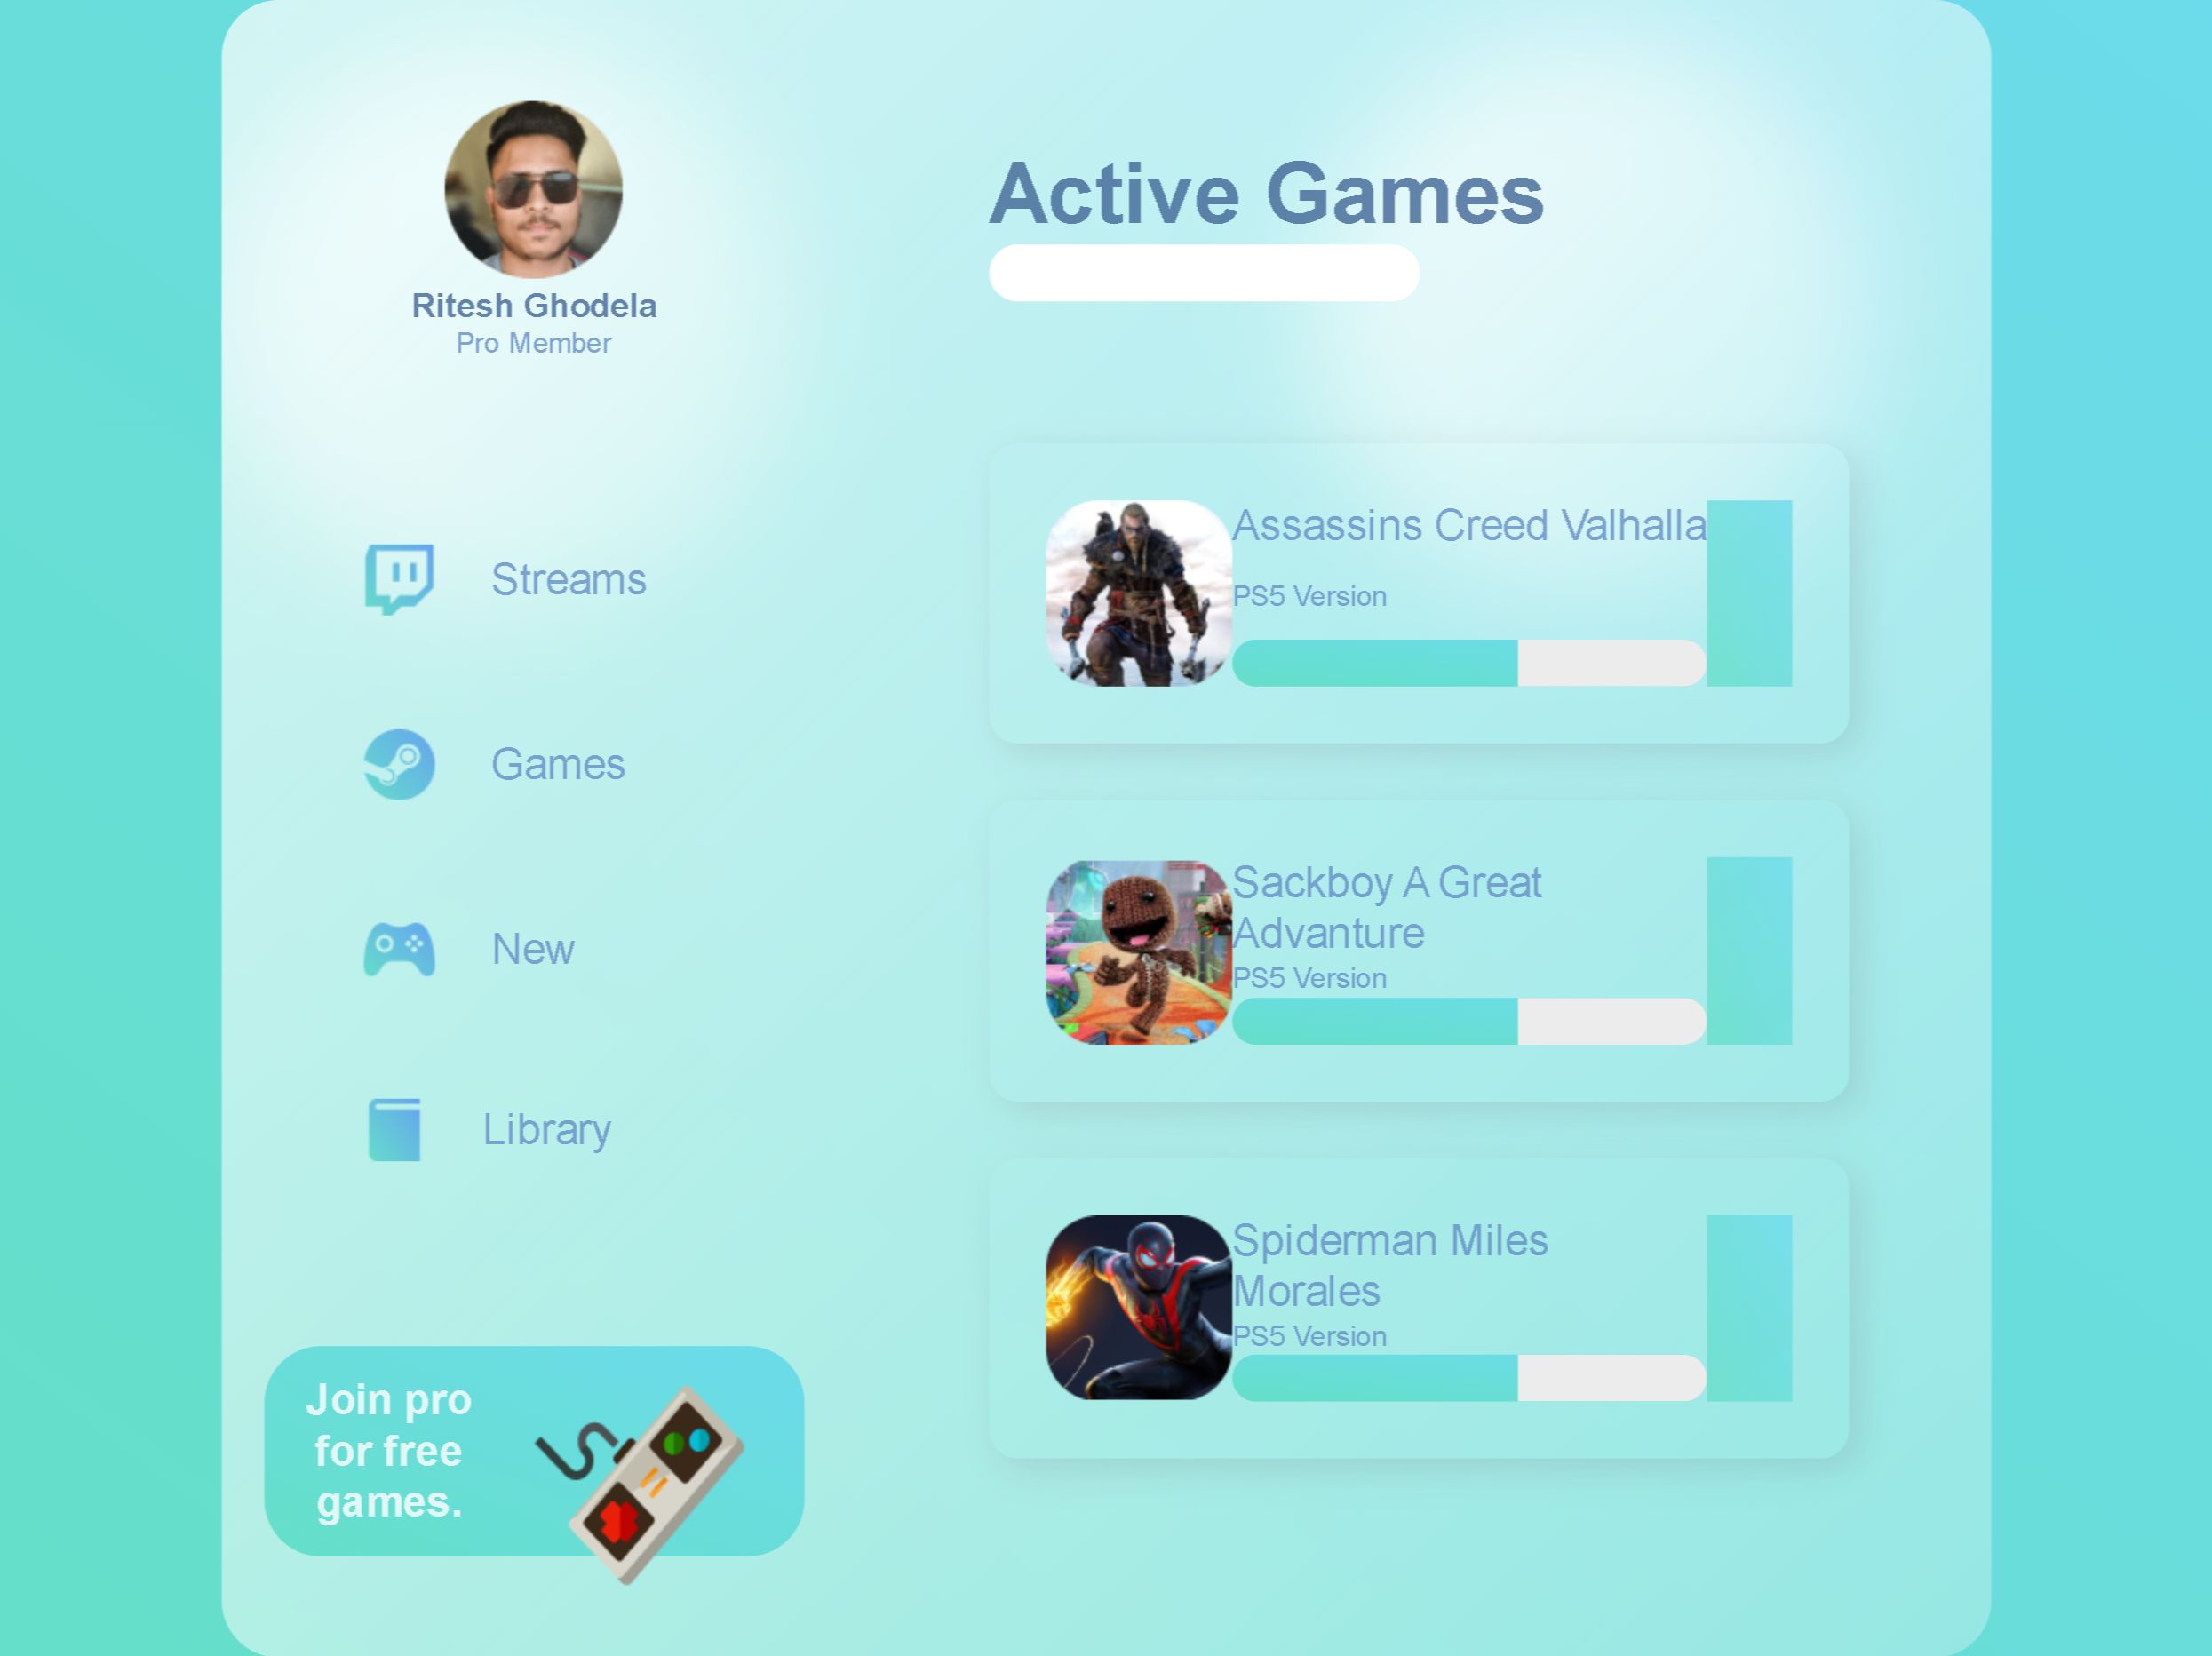 Ritesh Ghodela
Pro Member
Streams
Games
New
Library
Join pro
for free
games.
Active Games
Assassins Creed Valhalla
PS5 Version
Sackboy A Great
Advanture
PS5 Version
Spiderman Miles
Morales
PS5 Version